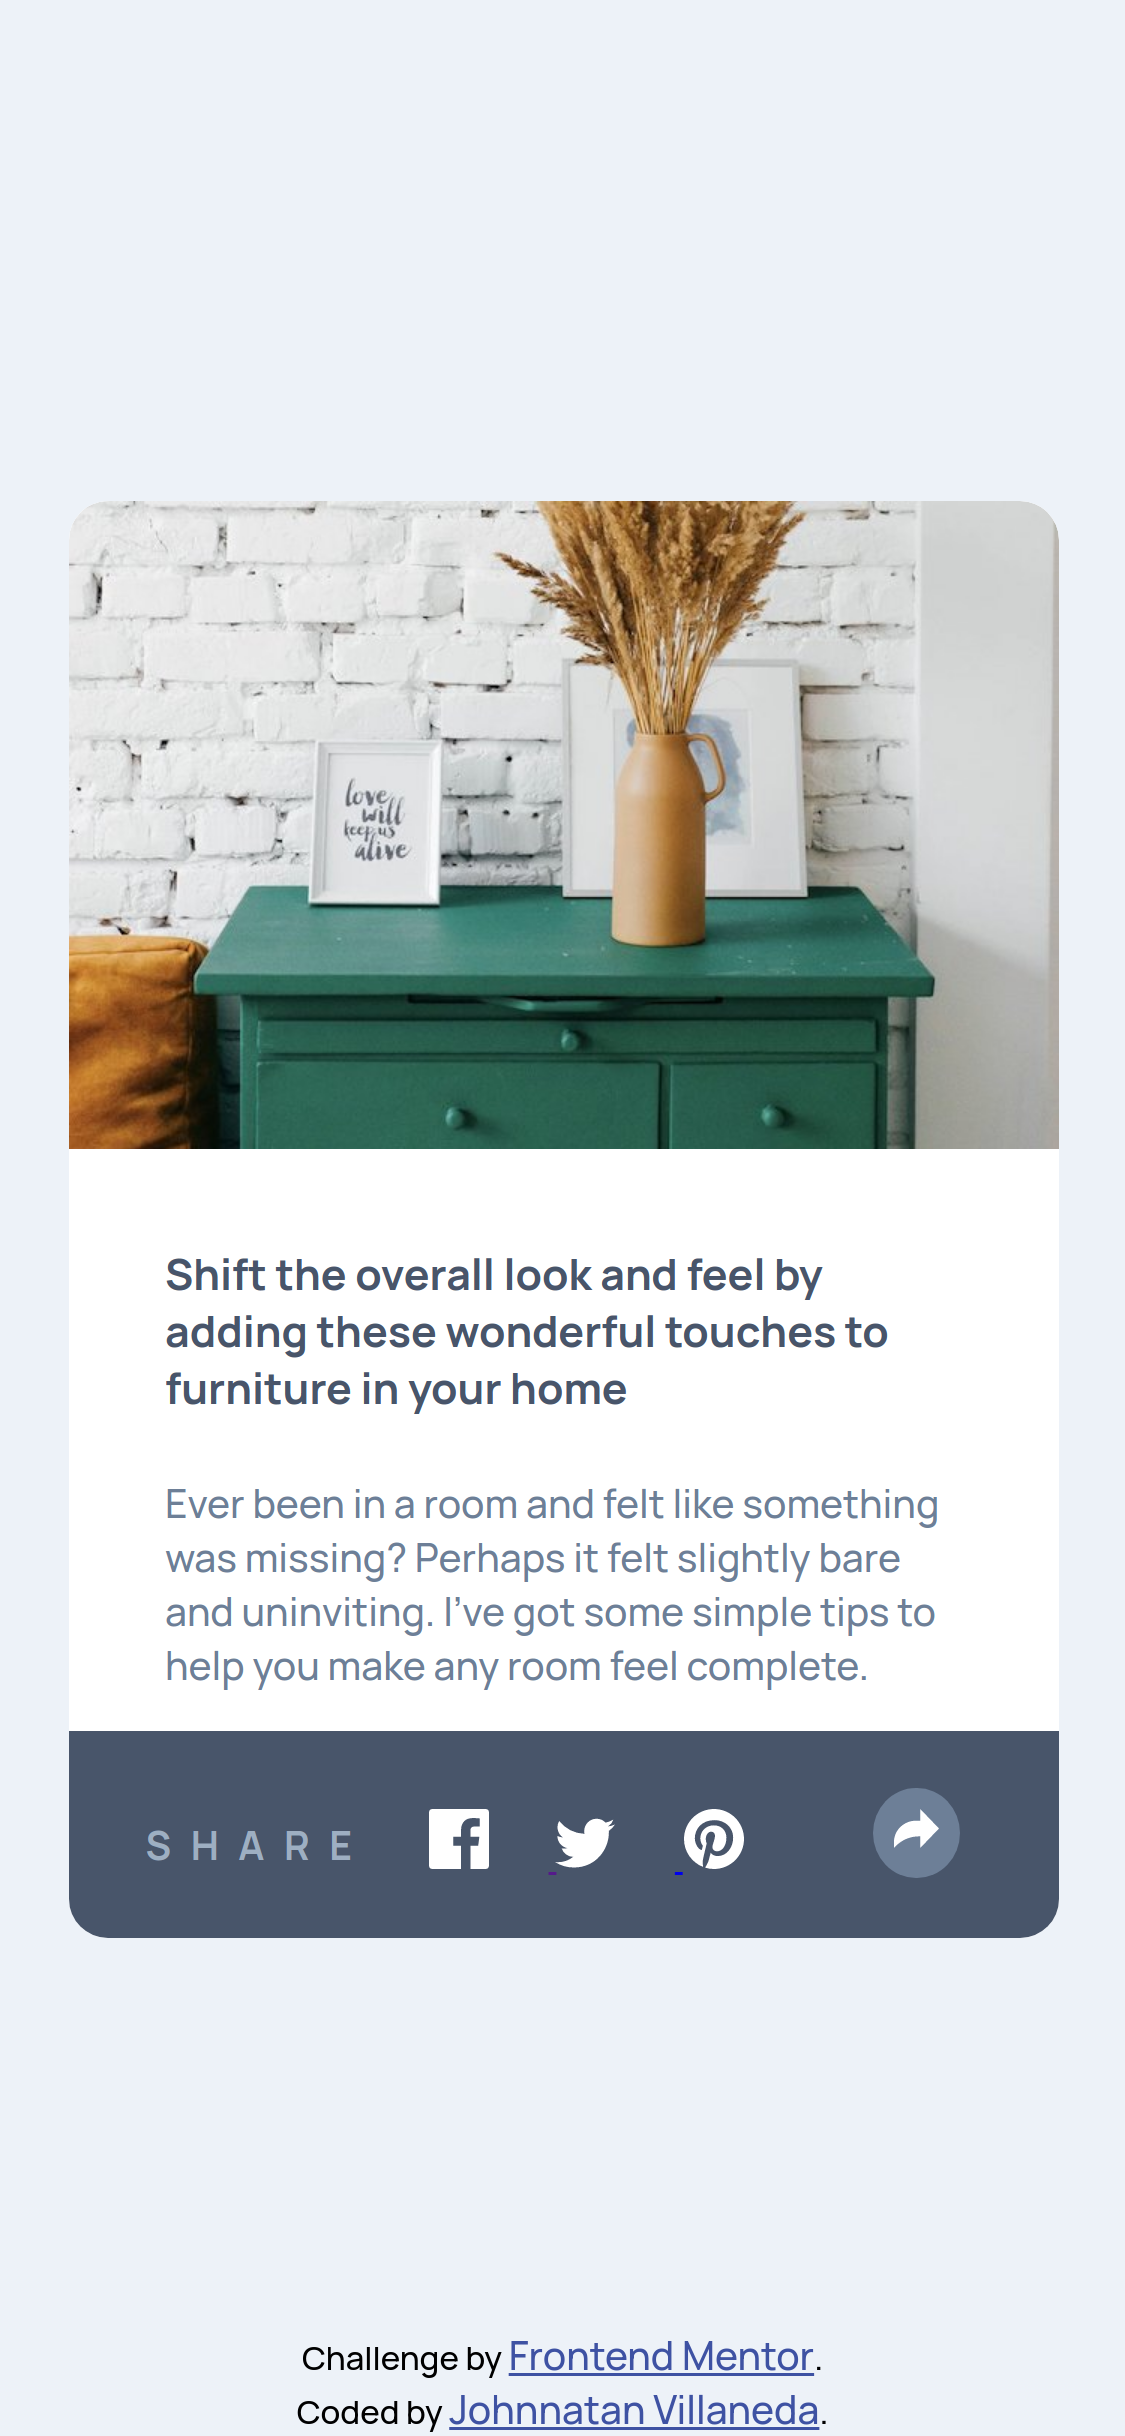 love
will
keep us
alive
Shift the overall look and feel by
adding these wonderful touches to
furniture in your home
Ever been in a room and felt like something
was missing? Perhaps it felt slightly bare
and uninviting. I’ve got some simple tips to
help you make any room feel complete.
SHARE
Challenge by Frontend Mentor.
Coded by Johnnatan Villaneda.